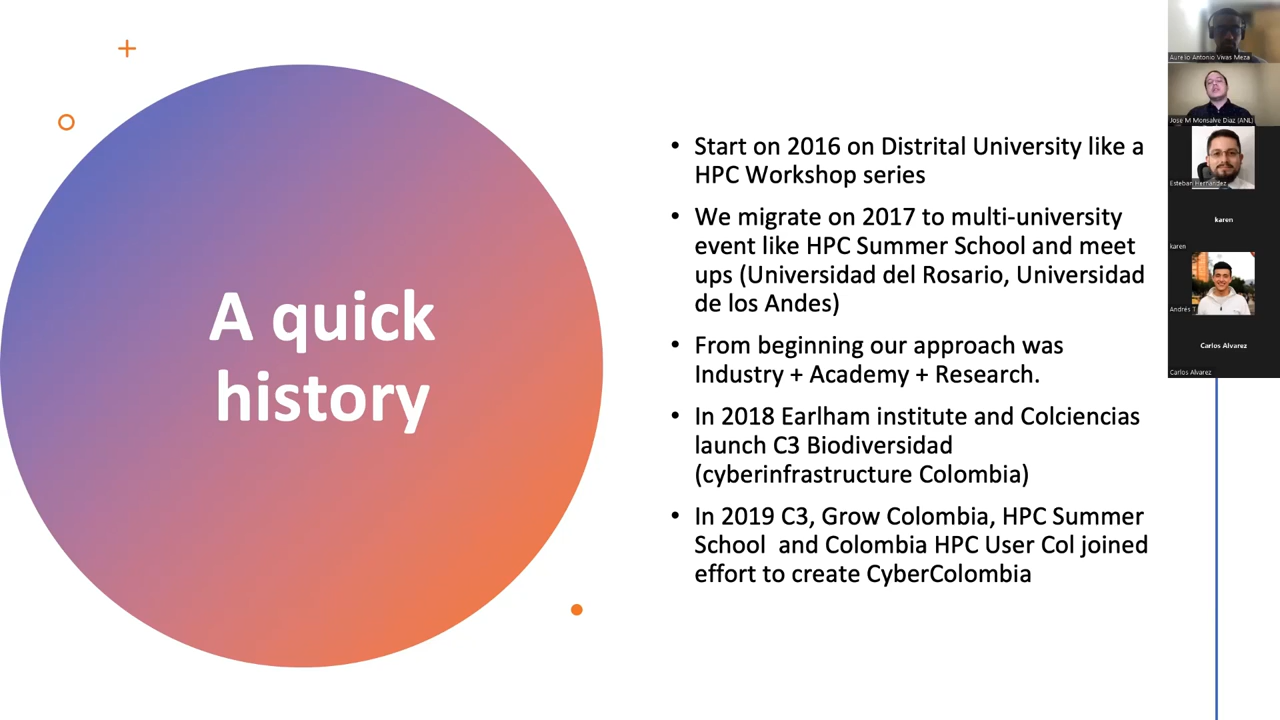 A quick
history
• Start on 2016 on Distrital University like a
HPC Workshop series
• We migrate on 2017 to multi-university
event like HPC Summer School and meet
ups (Universidad del Rosario, Universidad
de los Andes)
• From beginning our approach was
Industry + Academy + Research.
• In 2018 Earlham institute and Colciencias
launch C3 Biodiversidad
(cyberinfrastructure Colombia)
• In 2019 C3, Grow Colombia, HPC Summer
School and Colombia HPC User Col joined
effort to create CyberColombia
Aurelio Antonio Vivas Meza
Jose M Monsalve Diaz (ANL)
Esteban Hernandez
karen
karen
Andrés T
Carlos Alvarez
Carlos Alvarez